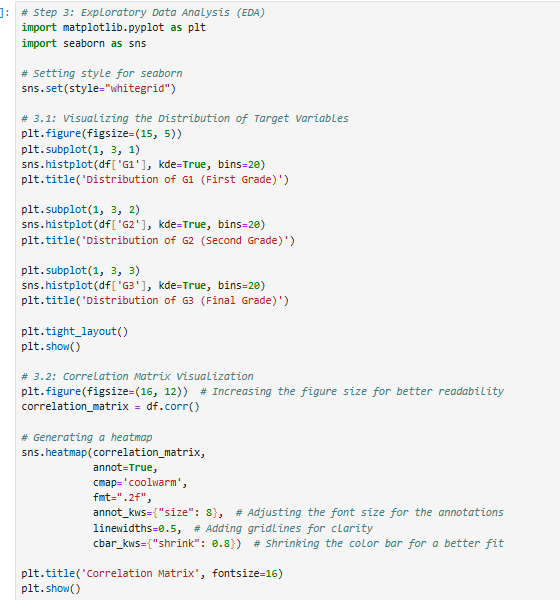 ]:
# Step 3: Exploratory Data Analysis (EDA)
import matplotlib.pyplot as plt
import seaborn as sns
# Setting style for seaborn
sns.set(style="whitegrid")
# 3.1: Visualizing the Distribution of Target Variables
plt.figure(figsize=(15, 5))
plt.subplot(1, 3, 1)
sns.histplot(df['G1'], kde=True, bins=20)
plt.title('Distribution of G1 (First Grade)')
plt.subplot(1, 3, 2)
sns.histplot(df['G2'], kde=True, bins=20)
plt.title('Distribution of G2 (Second Grade)')
plt.subplot(1, 3, 3)
sns.histplot(df['G3'], kde=True, bins=20)
plt.title('Distribution of G3 (Final Grade)')
plt.tight_layout()
plt.show()
# 3.2: Correlation Matrix Visualization
plt.figure(figsize=(16, 12))  # Increasing the figure size for better readability
correlation_matrix = df.corr()
# Generating a heatmap
sns.heatmap(correlation_matrix,
            annot=True,
            cmap='coolwarm',
            fmt=".2f",
            annot_kws={"size": 8},  # Adjusting the font size for the annotations
            linewidths=0.5,  # Adding gridlines for clarity
            cbar_kws={"shrink": 0.8})  # Shrinking the color bar for a better fit
plt.title('Correlation Matrix', fontsize=16)
plt.show()